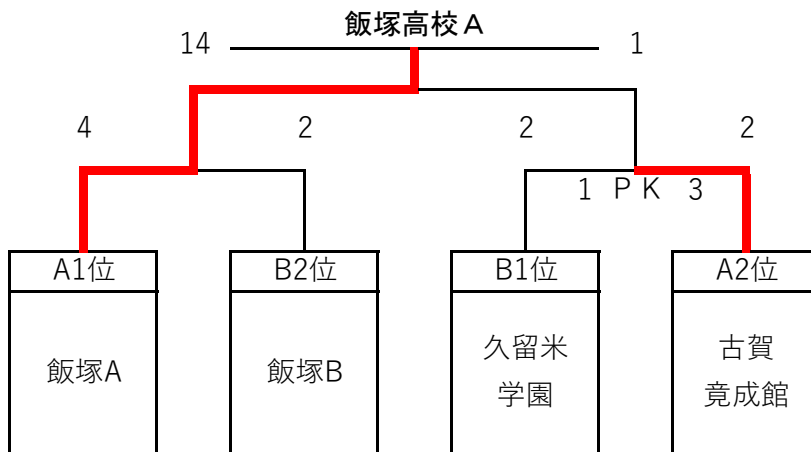 飯塚高校A
14 1
4 2 2 2
1 PK 3
A1位 B2位 B1位 A2位
飯塚A 飯塚B 久留米 古賀
学園 竟成館